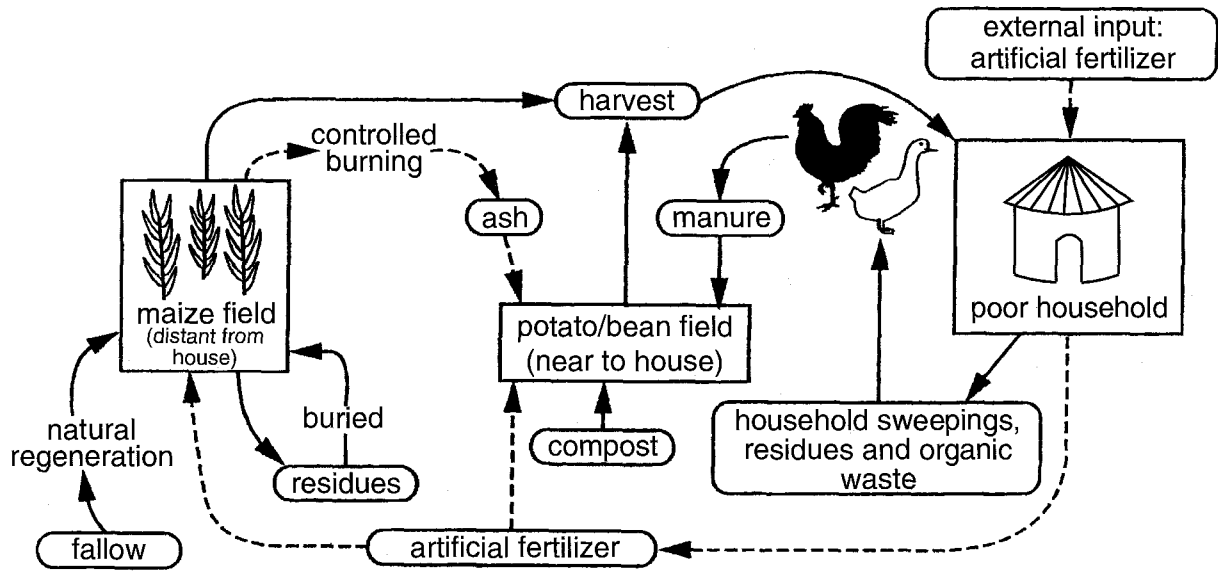 external input:
artificial fertilizer
harvest
controlled
burning
ash
manure
maize field
(distant from
house)
potato/bean field
(near to house)
poor household
natural
regeneration
buried
residues
compost
household sweepings,
residues and organic
waste
fallow
artificial fertilizer